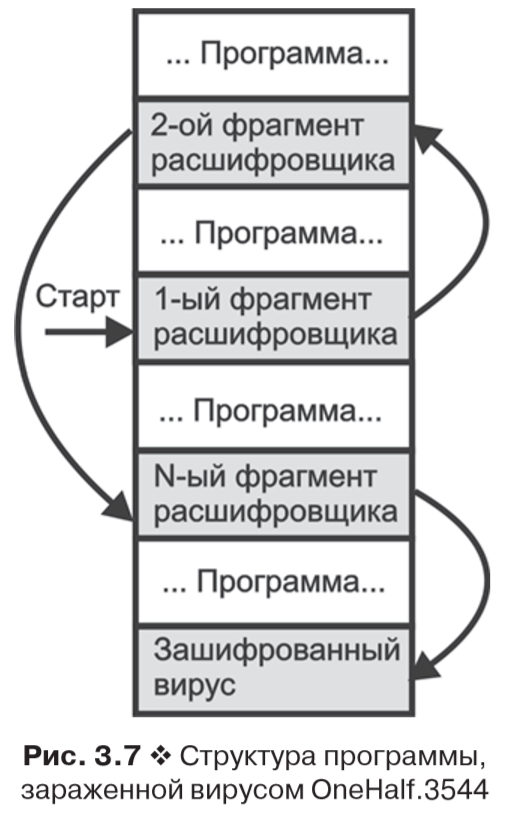 ... Программа...
2-ой фрагмент
расшифровщика
... Программа...
Старт
1-ый фрагмент
расшифровщика
... Программа...
N-ый фрагмент
расшифровщика
... Программа...
Зашифрованный
вирус
Рис. 3.7 ❖ Структура программы,
зараженной вирусом OneHalf.3544